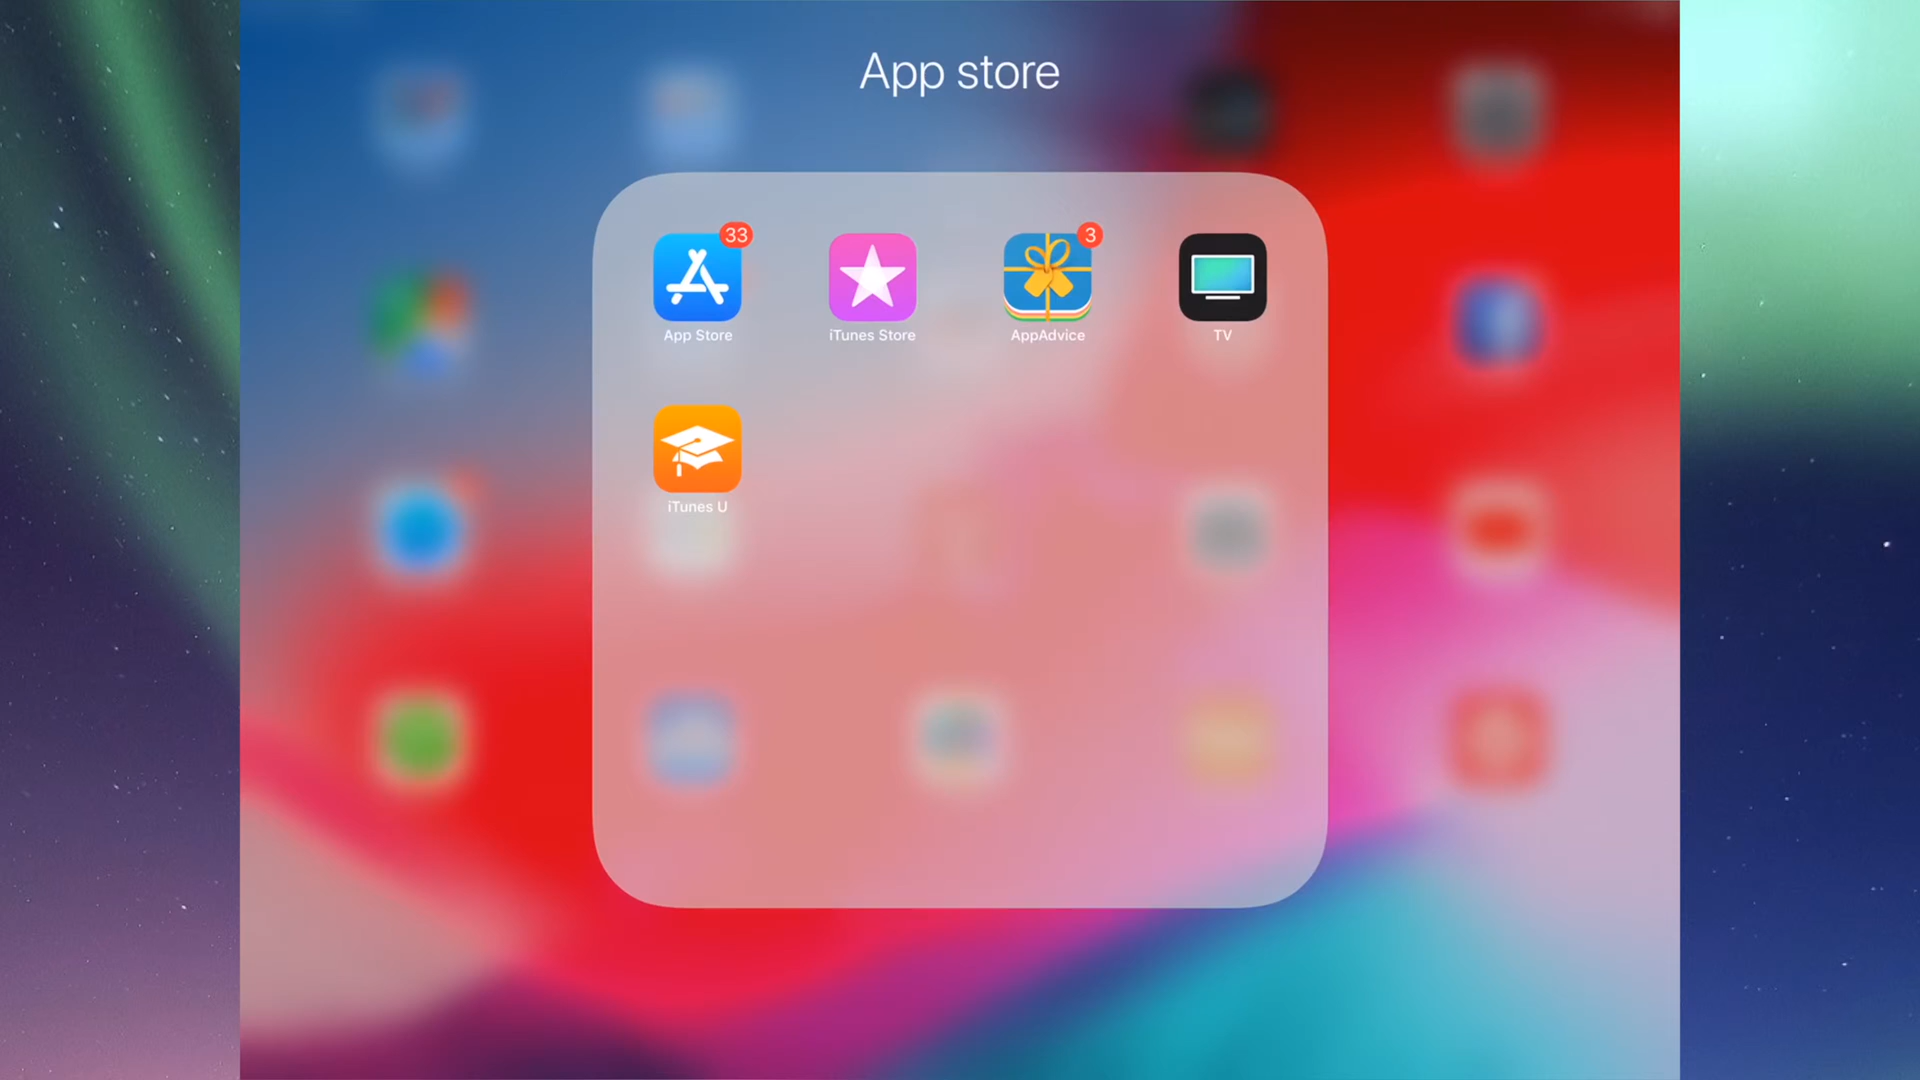 App store
33
3
App Store
iTunes Store
AppAdvice
TV
iTunes U